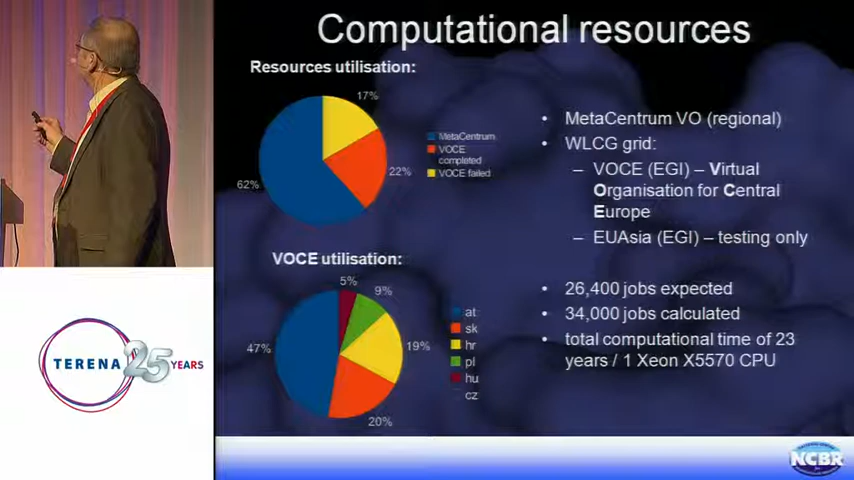 Computational resources
Resources utilisation:
17%
22%
62%
MetaCentrum
VOCE
completed
VOCE failed
VOCE utilisation:
5%
9%
19%
20%
47%
at
sk
hr
pl
hu
cz
• MetaCentrum VO (regional)
• WLCG grid:
– VOCE (EGI) – Virtual
Organisation for Central
Europe
– EUAsia (EGI) – testing only
• 26,400 jobs expected
• 34,000 jobs calculated
• total computational time of 23
years / 1 Xeon X5570 CPU
TERENA 25 YEARS
NCBR